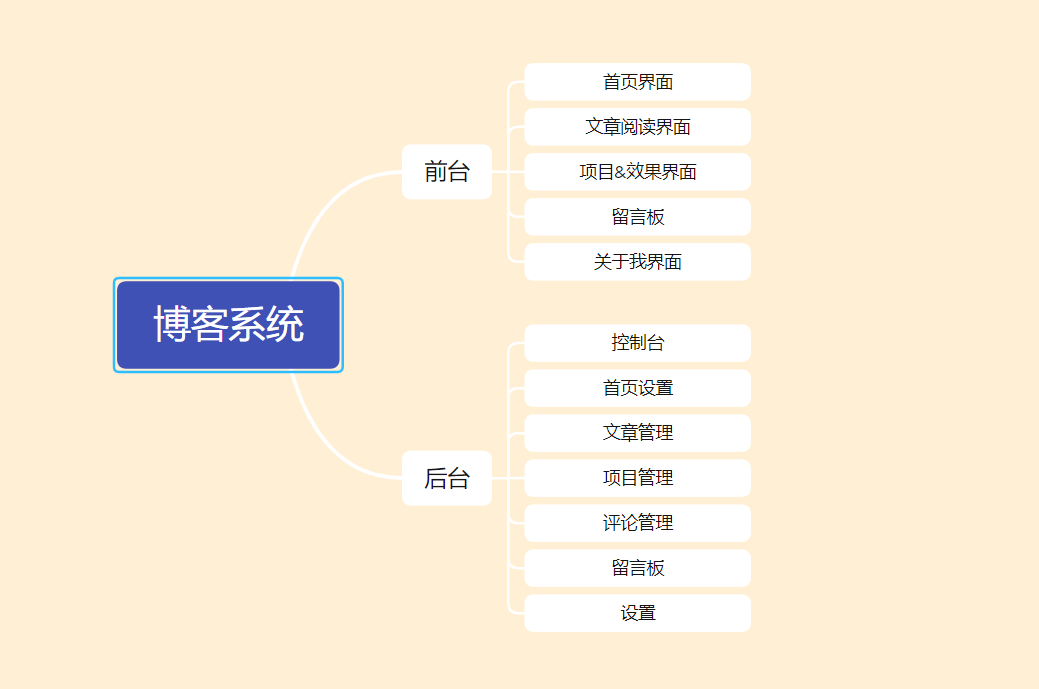 博客系统
前台
首页界面
文章阅读界面
项目&效果界面
留言板
关于我界面
后台
控制台
首页设置
文章管理
项目管理
评论管理
留言板
设置